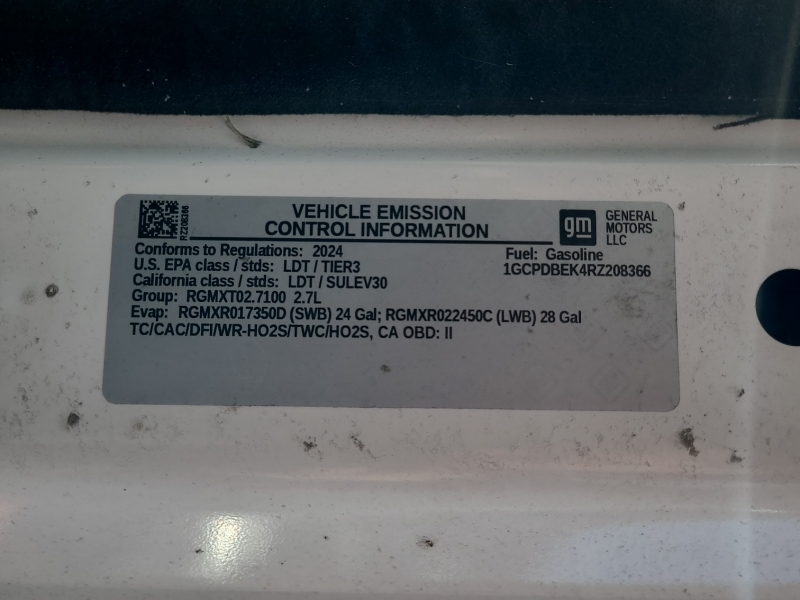 RZ208366
VEHICLE EMISSION
CONTROL INFORMATION
gm
GENERAL
MOTORS
LLC
Conforms to Regulations: 2024
Fuel: Gasoline
U.S. EPA class / stds: LDT / TIER3
1GCPDBEK4RZ208366
California class / stds: LDT / SULEV30
Group: RGMXT02.7100 2.7L
Evap: RGMXR017350D (SWB) 24 Gal; RGMXR022450C (LWB) 28 Gal
TC/CAC/DFI/WR-HO2S/TWC/HO2S, CA OBD: II